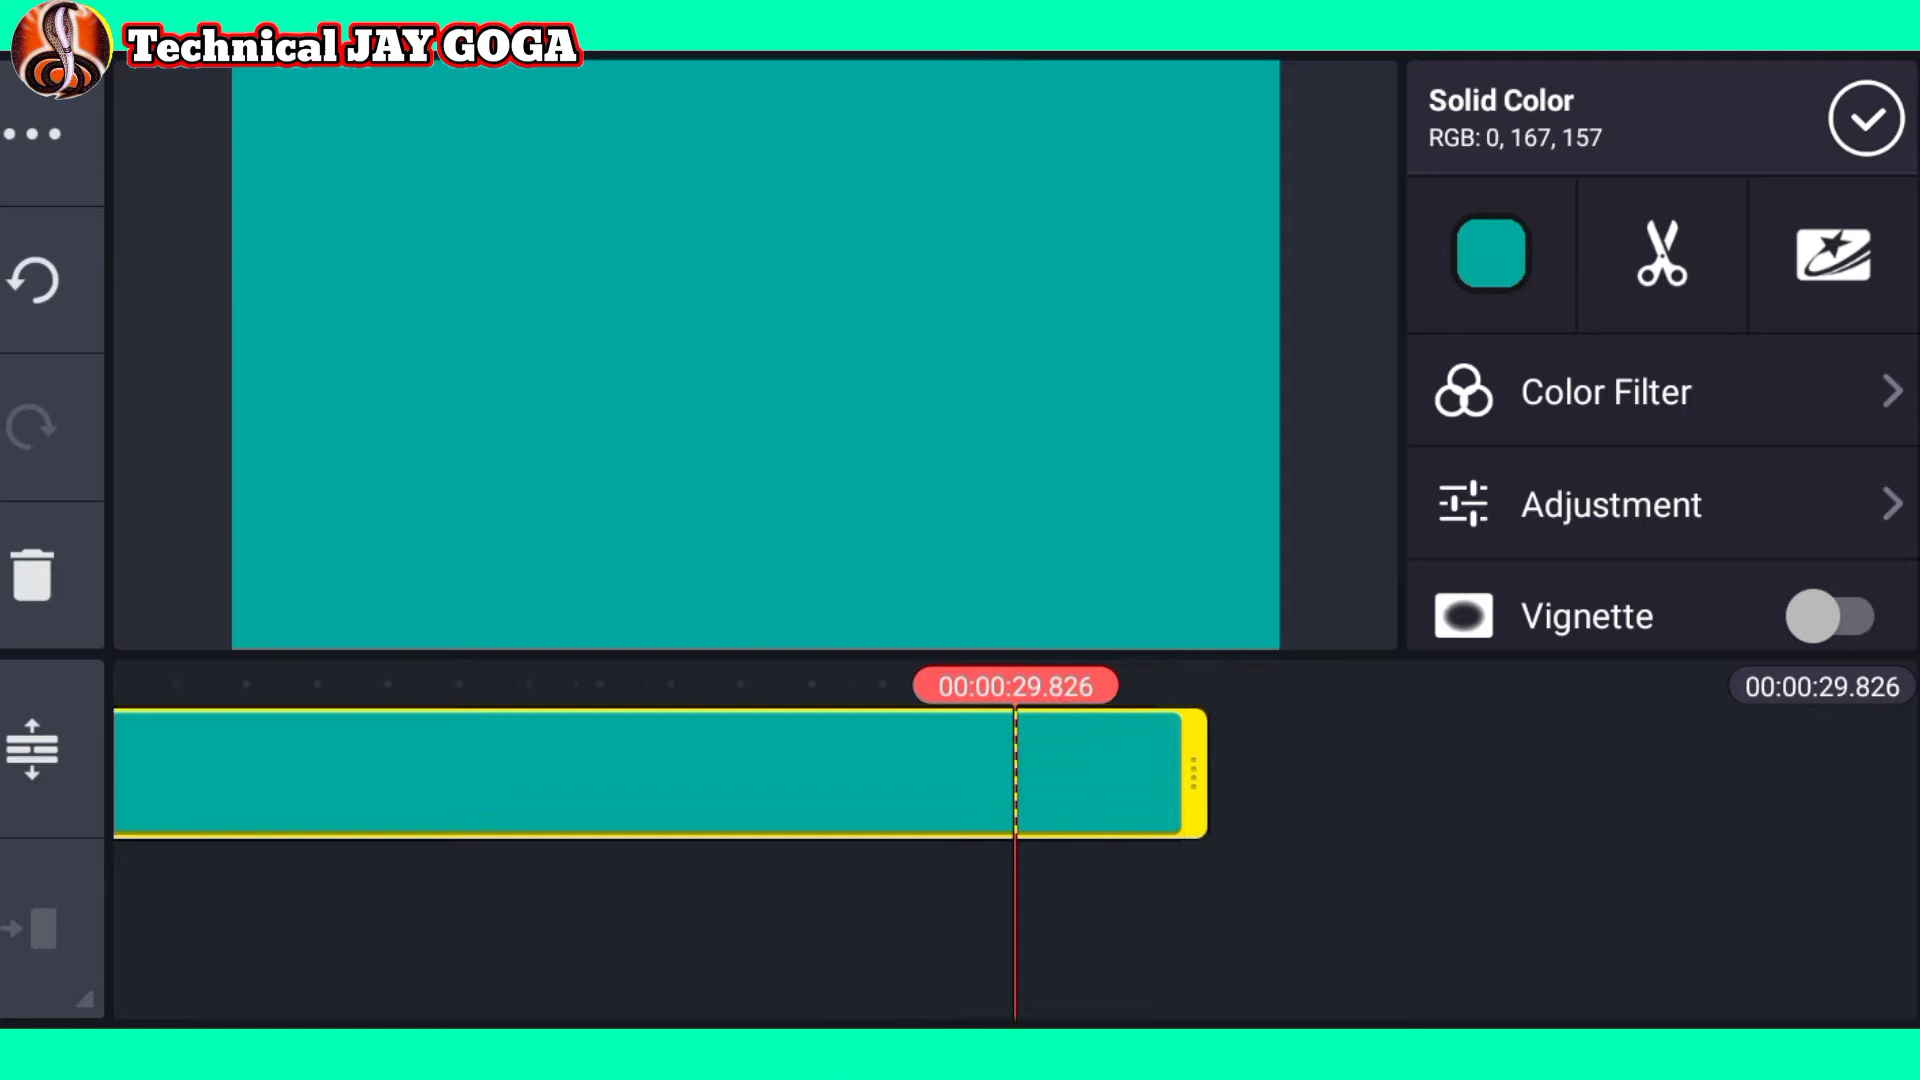 Technical JAY GOGA
Solid Color
RGB: 0, 167, 157
Color Filter
Adjustment
Vignette
00:00:29.826
00:00:29.826